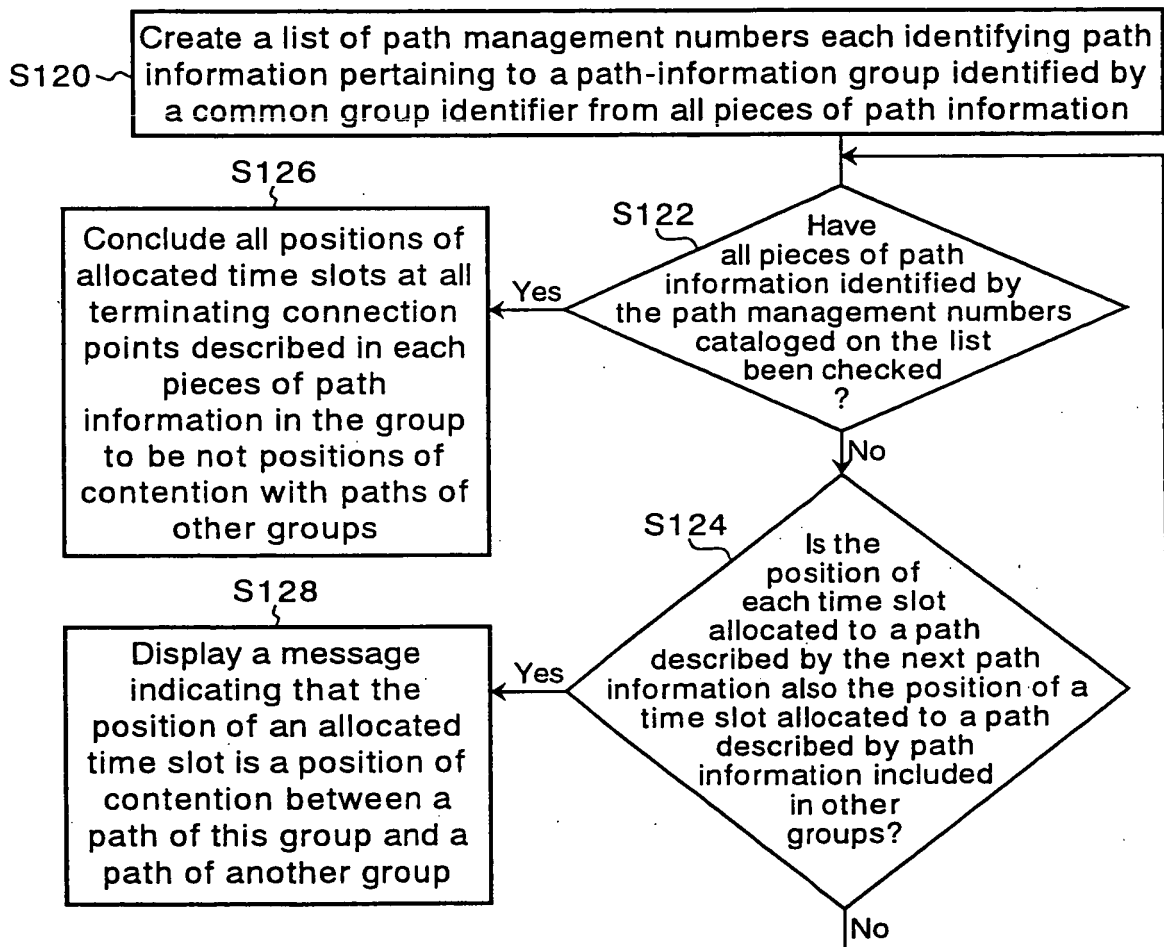 S120
Create a list of path management numbers each identifying path
information pertaining to a path-information group identified by
a common group identifier from all pieces of path information
S126
Conclude all positions of
allocated time slots at all
terminating connection
points described in each
pieces of path
information in the group
to be not positions of
contention with paths of
other groups
S122
Have
all pieces of path
information identified by
the path management numbers
cataloged on the list
been checked
?
Yes
No
S124
Is the
position of
each time slot
allocated to a path
described by the next path
information also the position of a
time slot allocated to a path
described by path
information included
in other
groups?
Yes
No
S128
Display a message
indicating that the
position of an allocated
time slot is a position of
contention between a
path of this group and a
path of another group